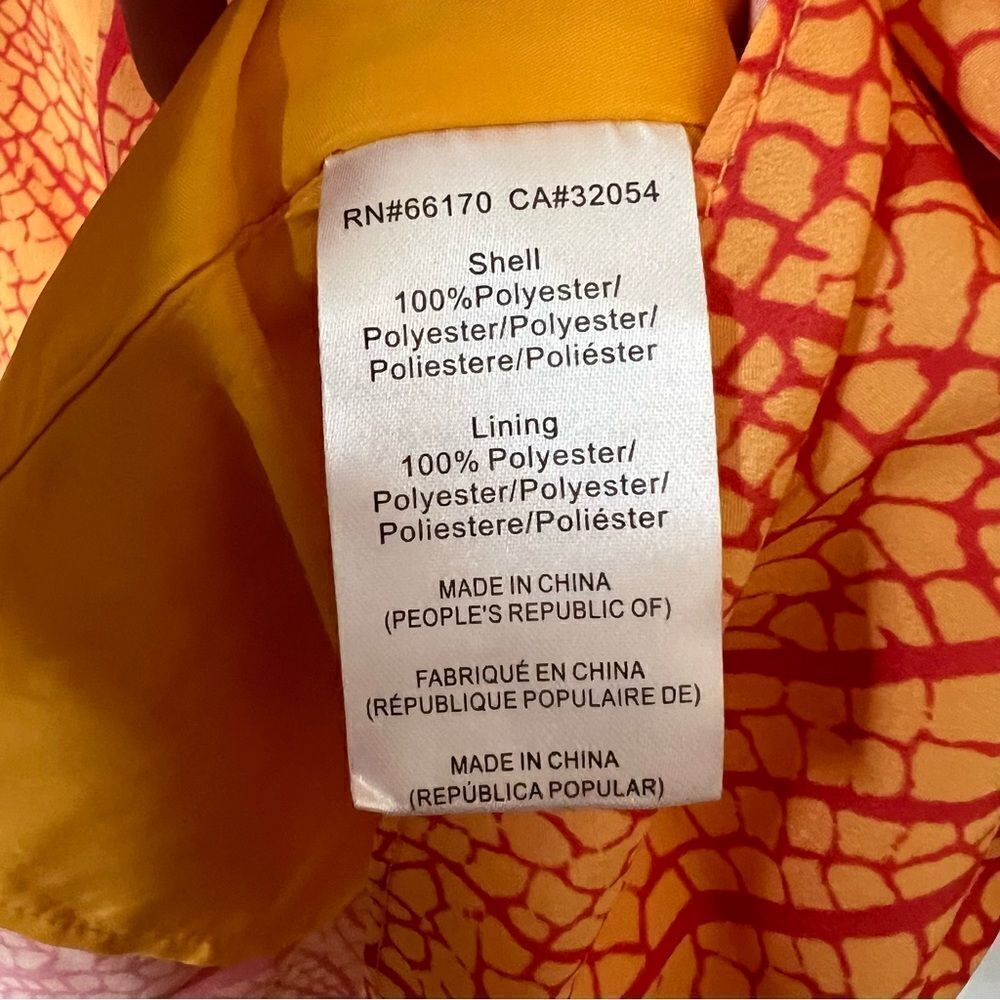 RN#66170 CA#32054
Shell
100%Polyester/
Polyester/Polyester/
Poliestere/Poliéster
Lining
100% Polyester/
Polyester/Polyester/
Poliestere/Poliéster
MADE IN CHINA
(PEOPLE'S REPUBLIC OF)
FABRIQUÉ EN CHINA
(RÉPUBLIQUE POPULAIRE DE)
MADE IN CHINA
(REPÚBLICA POPULAR)